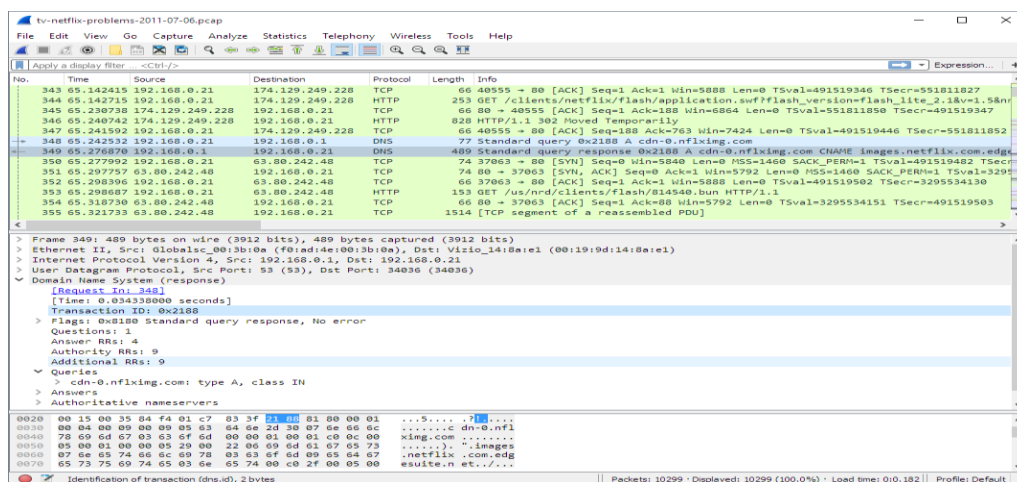 tv-netflix-problems-2011-07-06.pcap
File Edit View Go Capture Analyze Statistics Telephony Wireless Tools Help
Apply a display filter ... <Ctrl-/> Expression... +
No. Time Source Destination Protocol Length Info
343 65.142415 192.168.0.21 174.129.249.228 TCP 66 40555 → 80 [ACK] Seq=1 Ack=1 Win=5888 Len=0 TSval=491519346 TSecr=551811827
344 65.142715 192.168.0.21 174.129.249.228 HTTP 253 GET /clients/netflix/flash/application.swf?flash_version=flash_lite_2.1&v=1.5&nr
345 65.230738 174.129.249.228 192.168.0.21 TCP 66 80 → 40555 [ACK] Seq=1 Ack=188 Win=6864 Len=0 TSval=551811850 TSecr=491519347
346 65.240742 174.129.249.228 192.168.0.21 HTTP 828 HTTP/1.1 302 Moved Temporarily
347 65.241592 192.168.0.21 174.129.249.228 TCP 66 40555 → 80 [ACK] Seq=188 Ack=763 Win=7424 Len=0 TSval=491519446 TSecr=551811852
348 65.242532 192.168.0.21 192.168.0.1 DNS 77 Standard query 0x2188 A cdn-0.nflximg.com
349 65.276870 192.168.0.1 192.168.0.21 DNS 489 Standard query response 0x2188 A cdn-0.nflximg.com CNAME images.netflix.com.edge
350 65.277992 192.168.0.21 63.80.242.48 TCP 74 37063 → 80 [SYN] Seq=0 Win=5840 Len=0 MSS=1460 SACK_PERM=1 TSval=491519482 TSecr
351 65.297757 63.80.242.48 192.168.0.21 TCP 74 80 → 37063 [SYN, ACK] Seq=0 Ack=1 Win=5792 Len=0 MSS=1460 SACK_PERM=1 TSval=3295
352 65.298396 192.168.0.21 63.80.242.48 TCP 66 37063 → 80 [ACK] Seq=1 Ack=1 Win=5888 Len=0 TSval=491519502 TSecr=3295534130
353 65.298687 192.168.0.21 63.80.242.48 HTTP 153 GET /us/nrd/clients/flash/814540.bun HTTP/1.1
354 65.318730 63.80.242.48 192.168.0.21 TCP 66 80 → 37063 [ACK] Seq=1 Ack=88 Win=5792 Len=0 TSval=3295534151 TSecr=491519503
355 65.321733 63.80.242.48 192.168.0.21 TCP 1514 [TCP segment of a reassembled PDU]
> Frame 349: 489 bytes on wire (3912 bits), 489 bytes captured (3912 bits)
> Ethernet II, Src: Globalsc_00:3b:0a (f0:ad:4e:00:3b:0a), Dst: Vizio_14:8a:e1 (00:19:9d:14:8a:e1)
> Internet Protocol Version 4, Src: 192.168.0.1, Dst: 192.168.0.21
> User Datagram Protocol, Src Port: 53 (53), Dst Port: 34036 (34036)
Domain Name System (response)
[Request In: 348]
[Time: 0.034338000 seconds]
Transaction ID: 0x2188
> Flags: 0x8180 Standard query response, No error
Questions: 1
Answer RRs: 4
Authority RRs: 9
Additional RRs: 9
Queries
> cdn-0.nflximg.com: type A, class IN
> Answers
> Authoritative nameservers
0020 00 15 00 35 84 f4 01 c7 83 3f 21 88 81 80 00 01 ...5.... .?!.....
0030 00 04 00 09 00 09 05 63 64 6e 2d 30 07 6e 66 6c .......c dn-0.nfl
0040 78 69 6d 67 03 63 6f 6d 00 00 01 00 01 c0 0c 00 ximg.com ........
0050 05 00 01 00 00 05 29 00 22 06 69 6d 61 67 65 73 ......). ".images
0060 07 6e 65 74 66 6c 69 78 03 63 6f 6d 09 65 64 67 .netflix .com.edg
0070 65 73 75 69 74 65 03 6e 65 74 00 c0 2f 00 05 00 esuite.n et../...
Identification of transaction (dns.id), 2 bytes Packets: 10299 · Displayed: 10299 (100.0%) · Load time: 0:0.182 Profile: Default